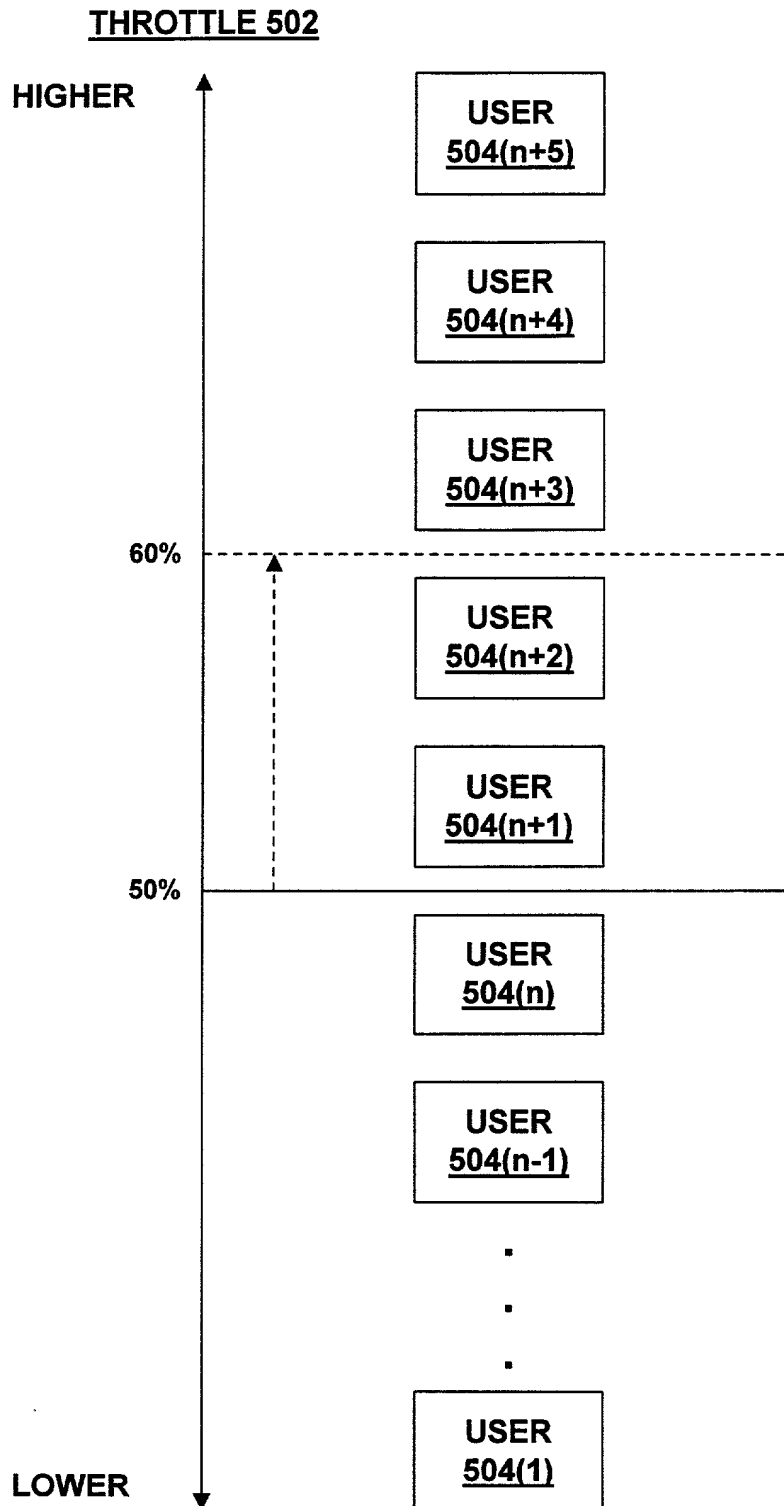 THROTTLE 502
HIGHER
USER
504(n+5)
USER
504(n+4)
USER
504(n+3)
60%
USER
504(n+2)
USER
504(n+1)
50%
USER
504(n)
USER
504(n-1)
.
.
.
USER
504(1)
LOWER